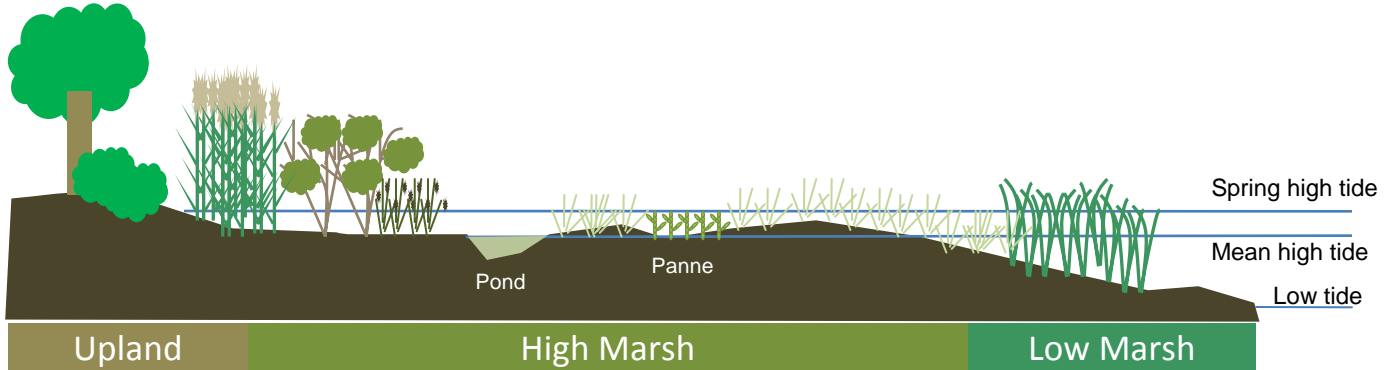 Spring high tide
Mean high tide
Panne
Pond
Low tide
Upland
High Marsh
Low Marsh